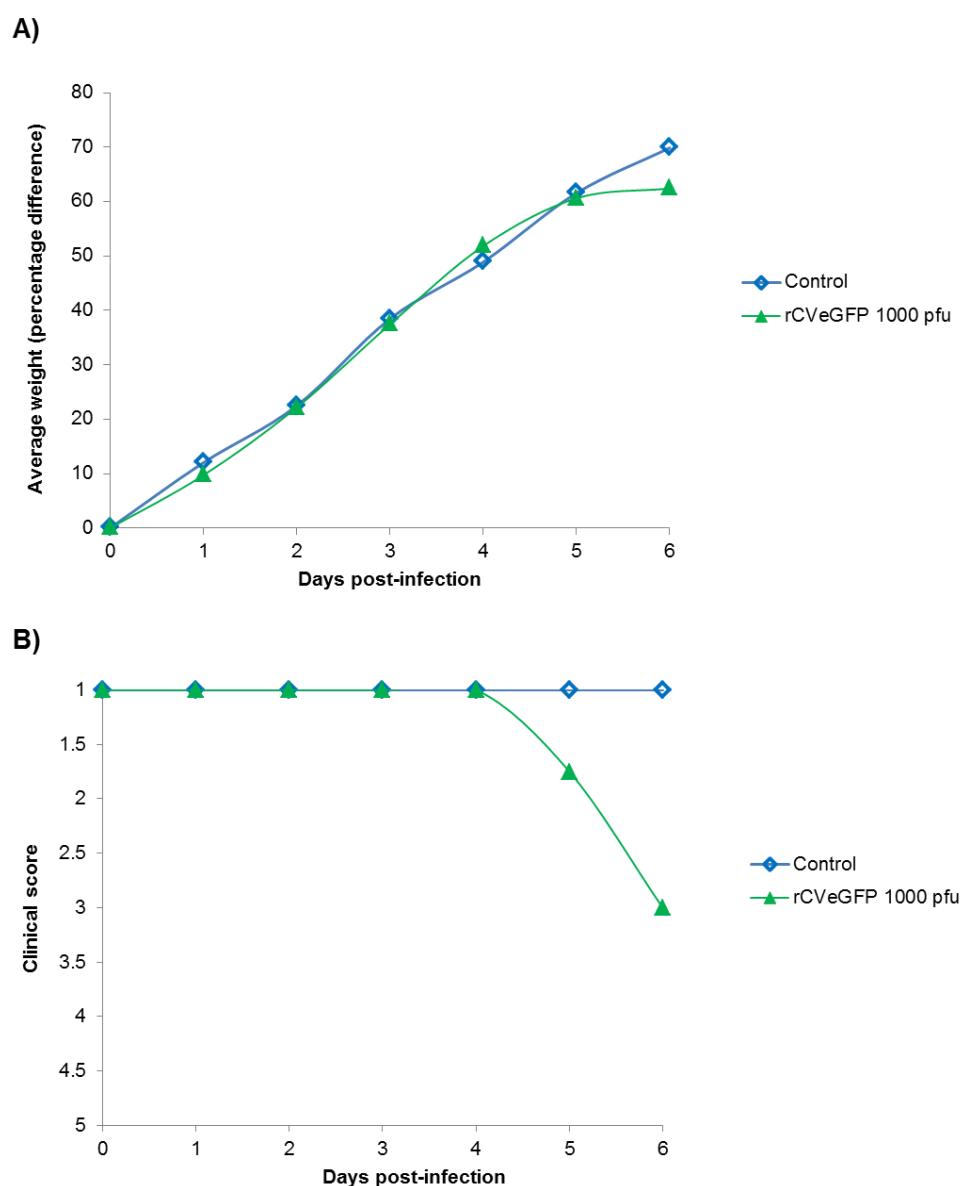 A)
Average weight (percentage difference)
80
70
60
50
40
30
20
10
0
0 1 2 3 4 5 6
Days post-infection
Control
rCVeGFP 1000 pfu
B)
Clinical score
1
1.5
2
2.5
3
3.5
4
4.5
5
0 1 2 3 4 5 6
Days post-infection
Control
rCVeGFP 1000 pfu